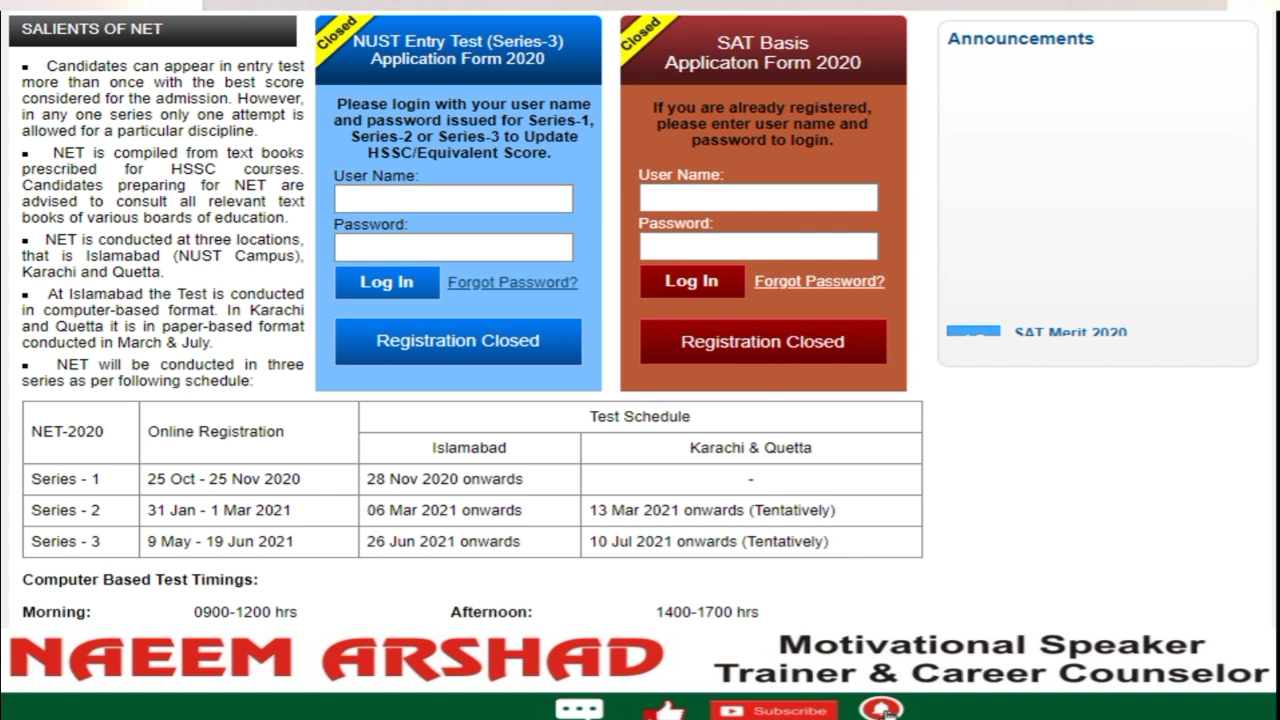 SALIENTS OF NET
▪ Candidates can appear in entry test
more than once with the best score
considered for the admission. However,
in any one series only one attempt is
allowed for a particular discipline.
▪ NET is compiled from text books
prescribed for HSSC courses.
Candidates preparing for NET are
advised to consult all relevant text
books of various boards of education.
▪ NET is conducted at three locations,
that is Islamabad (NUST Campus),
Karachi and Quetta.
▪ At Islamabad the Test is conducted
in computer-based format. In Karachi
and Quetta it is in paper-based format
conducted in March & July.
▪ NET will be conducted in three
series as per following schedule:
Closed
NUST Entry Test (Series-3)
Application Form 2020
Please login with your user name
and password issued for Series-1,
Series-2 or Series-3 to Update
HSSC/Equivalent Score.
User Name:
Password:
Log In Forgot Password?
Registration Closed
Closed
SAT Basis
Applicaton Form 2020
If you are already registered,
please enter user name and
password to login.
User Name:
Password:
Log In Forgot Password?
Registration Closed
Announcements
SAT Merit 2020
NET-2020 Online Registration Test Schedule
Islamabad Karachi & Quetta
Series - 1 25 Oct - 25 Nov 2020 28 Nov 2020 onwards -
Series - 2 31 Jan - 1 Mar 2021 06 Mar 2021 onwards 13 Mar 2021 onwards (Tentatively)
Series - 3 9 May - 19 Jun 2021 26 Jun 2021 onwards 10 Jul 2021 onwards (Tentatively)
Computer Based Test Timings:
Morning: 0900-1200 hrs Afternoon: 1400-1700 hrs
NAEEM ARSHAD
Motivational Speaker
Trainer & Career Counselor
Subscribe